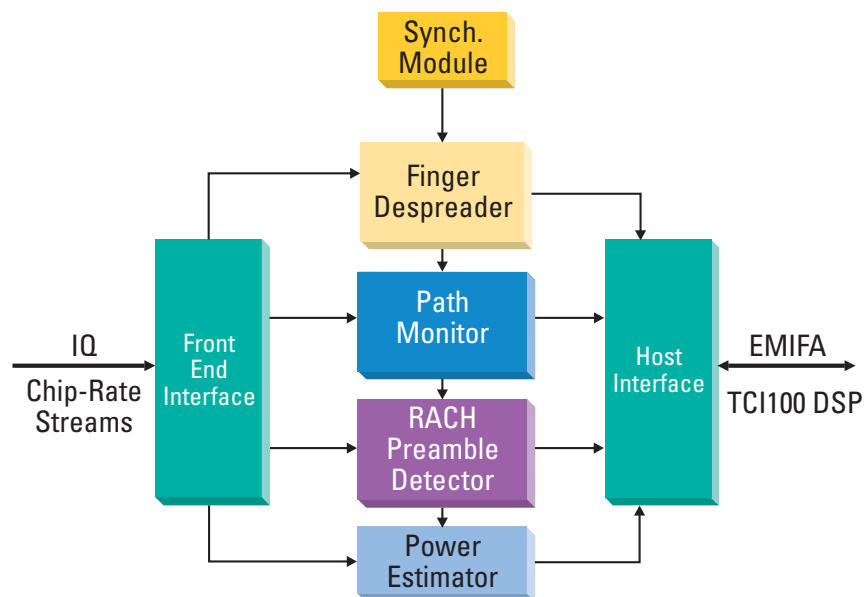 Synch.
Module
Finger
Despreader
Path
Monitor
RACH
Preamble
Detector
Power
Estimator
IQ
Chip-Rate
Streams
Front
End
Interface
Host
Interface
EMIFA
TCI100 DSP